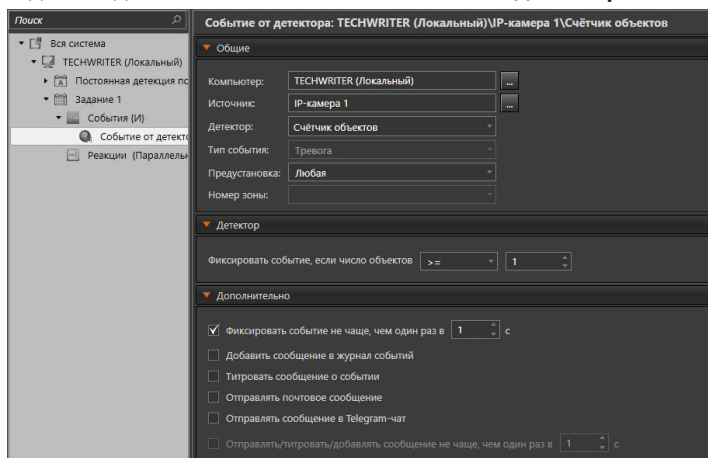 Поиск
Вся система
TECHWRITER (Локальный)
Постоянная детекция пс
Задание 1
События (И)
Событие от детекто
Реакции (Параллельн
Событие от детектора: TECHWRITER (Локальный)\IP-камера 1\Счётчик объектов
Общие
Компьютер: TECHWRITER (Локальный) ...
Источник: IP-камера 1 ...
Детектор: Счётчик объектов
Тип события: Тревога
Предустановка: Любая
Номер зоны:
Детектор
Фиксировать событие, если число объектов >= 1
Дополнительно
Фиксировать событие не чаще, чем один раз в 1 с
Добавить сообщение в журнал событий
Титровать сообщение о событии
Отправлять почтовое сообщение
Отправлять сообщение в Telegram-чат
Отправлять/титровать/добавлять сообщение не чаще, чем один раз в 1 с